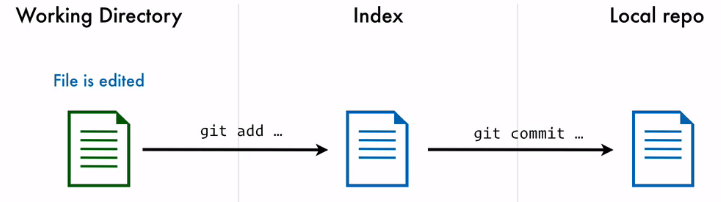 Working Directory
Index
Local repo
File is edited
git add …
git commit …